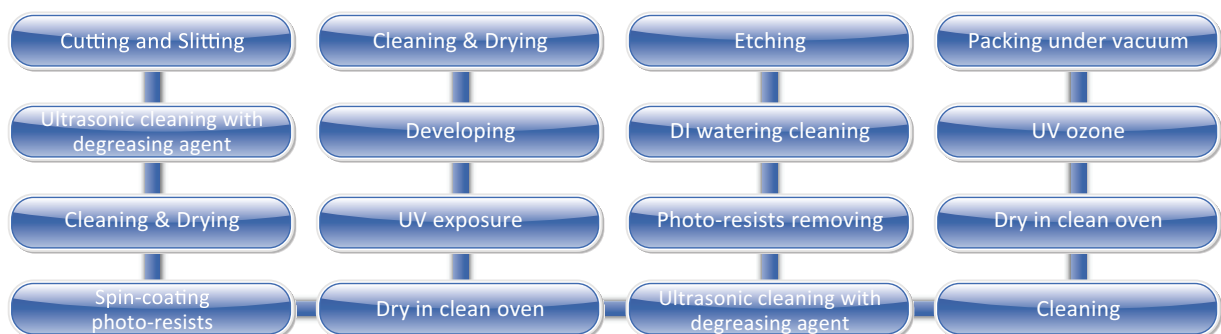 Cutting and Slitting
Ultrasonic cleaning with
degreasing agent
Cleaning & Drying
Spin-coating
photo-resists
Cleaning & Drying
Developing
UV exposure
Dry in clean oven
Etching
DI watering cleaning
Photo-resists removing
Ultrasonic cleaning with
degreasing agent
Packing under vacuum
UV ozone
Dry in clean oven
Cleaning